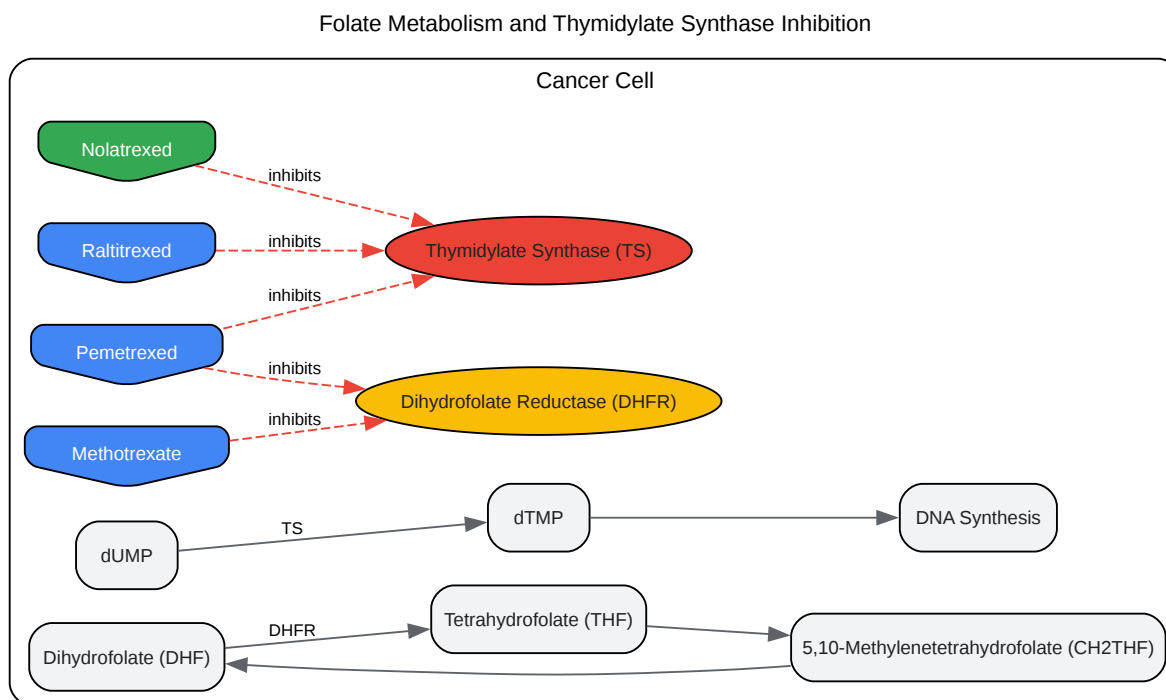 Folate Metabolism and Thymidylate Synthase Inhibition
Cancer Cell
Nolatrexed
inhibits
Raltitrexed
inhibits
Thymidylate Synthase (TS)
inhibits
Pemetrexed
inhibits
Dihydrofolate Reductase (DHFR)
inhibits
Methotrexate
dUMP
TS
dTMP
DNA Synthesis
Dihydrofolate (DHF)
DHFR
Tetrahydrofolate (THF)
5,10-Methylenetetrahydrofolate (CH2THF)